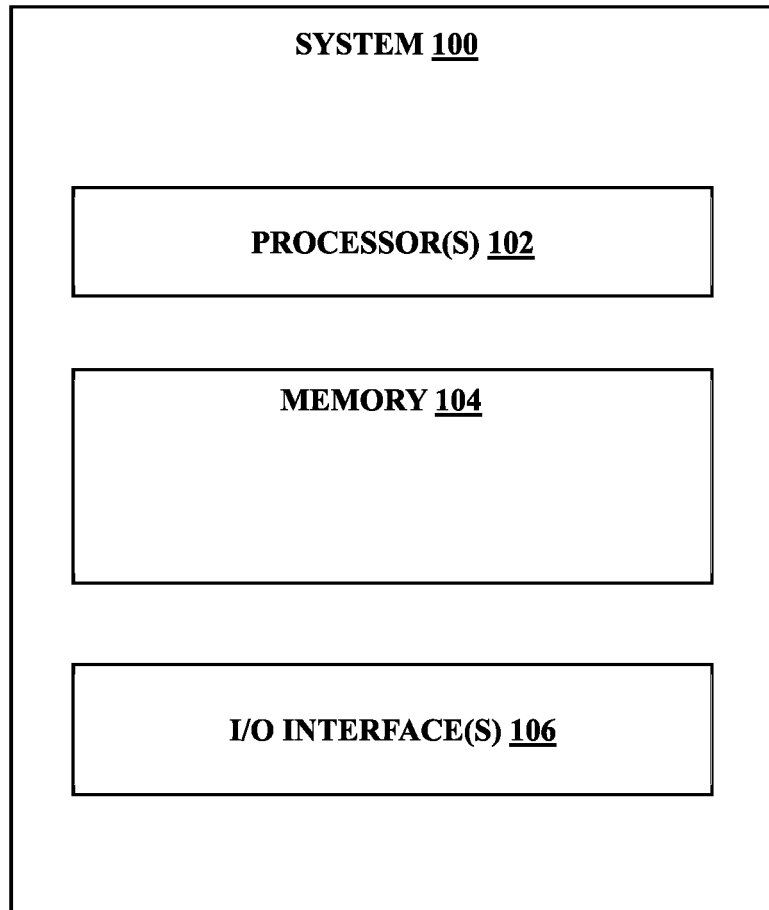 SYSTEM 100
PROCESSOR(S) 102
MEMORY 104
I/O INTERFACE(S) 106